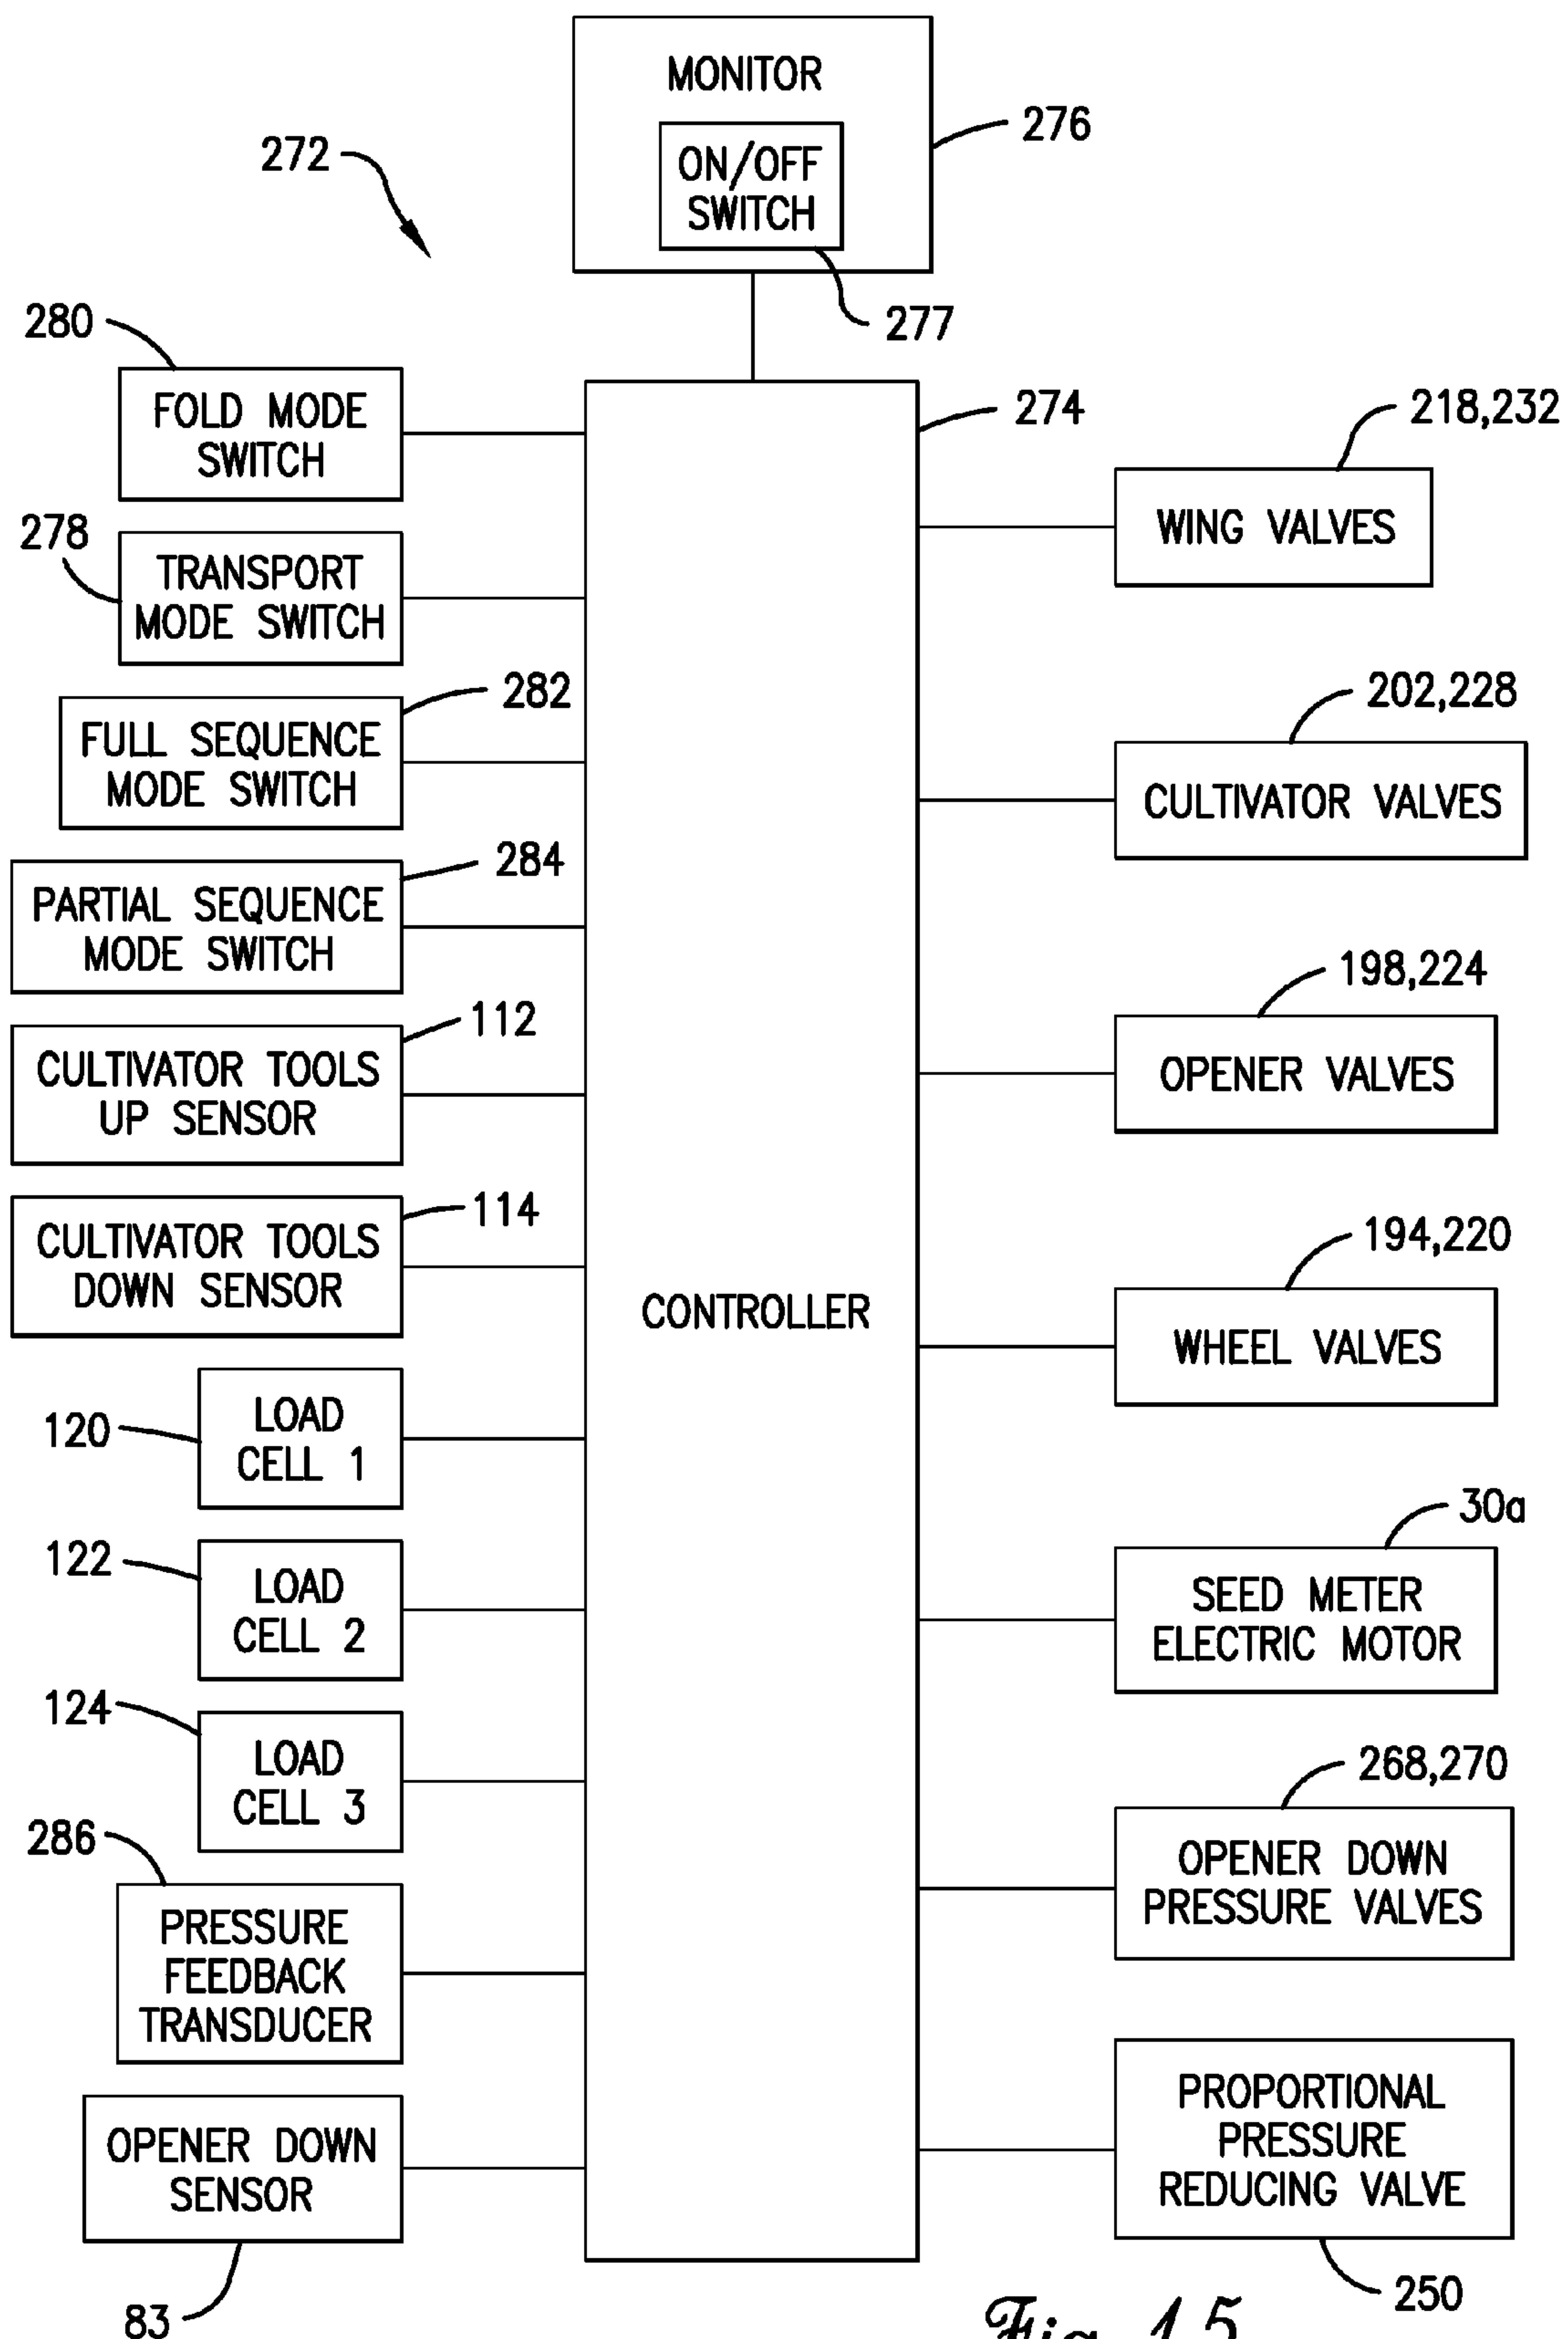 MONITOR
276
ON/OFF
SWITCH
272
277
280
FOLD MODE
SWITCH
274
218,232
WING VALVES
278
TRANSPORT
MODE SWITCH
282
FULL SEQUENCE
MODE SWITCH
202,228
CULTIVATOR VALVES
284
PARTIAL SEQUENCE
MODE SWITCH
198,224
OPENER VALVES
112
CULTIVATOR TOOLS
UP SENSOR
114
CULTIVATOR TOOLS
DOWN SENSOR
CONTROLLER
194,220
WHEEL VALVES
120
LOAD
CELL 1
30a
SEED METER
ELECTRIC MOTOR
122
LOAD
CELL 2
124
LOAD
CELL 3
268,270
OPENER DOWN
PRESSURE VALVES
286
PRESSURE
FEEDBACK
TRANSDUCER
PROPORTIONAL
PRESSURE
REDUCING VALVE
250
OPENER DOWN
SENSOR
83
Fig. 15